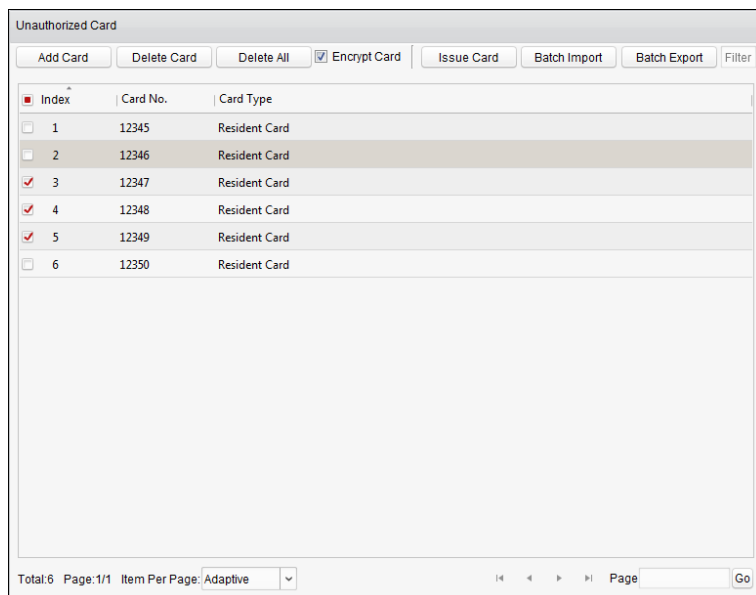 Unauthorized Card
Add Card Delete Card Delete All Encrypt Card Issue Card Batch Import Batch Export Filter
Index Card No. Card Type
1 12345 Resident Card
2 12346 Resident Card
3 12347 Resident Card
4 12348 Resident Card
5 12349 Resident Card
6 12350 Resident Card
Total:6 Page:1/1 Item Per Page: Adaptive Page Go